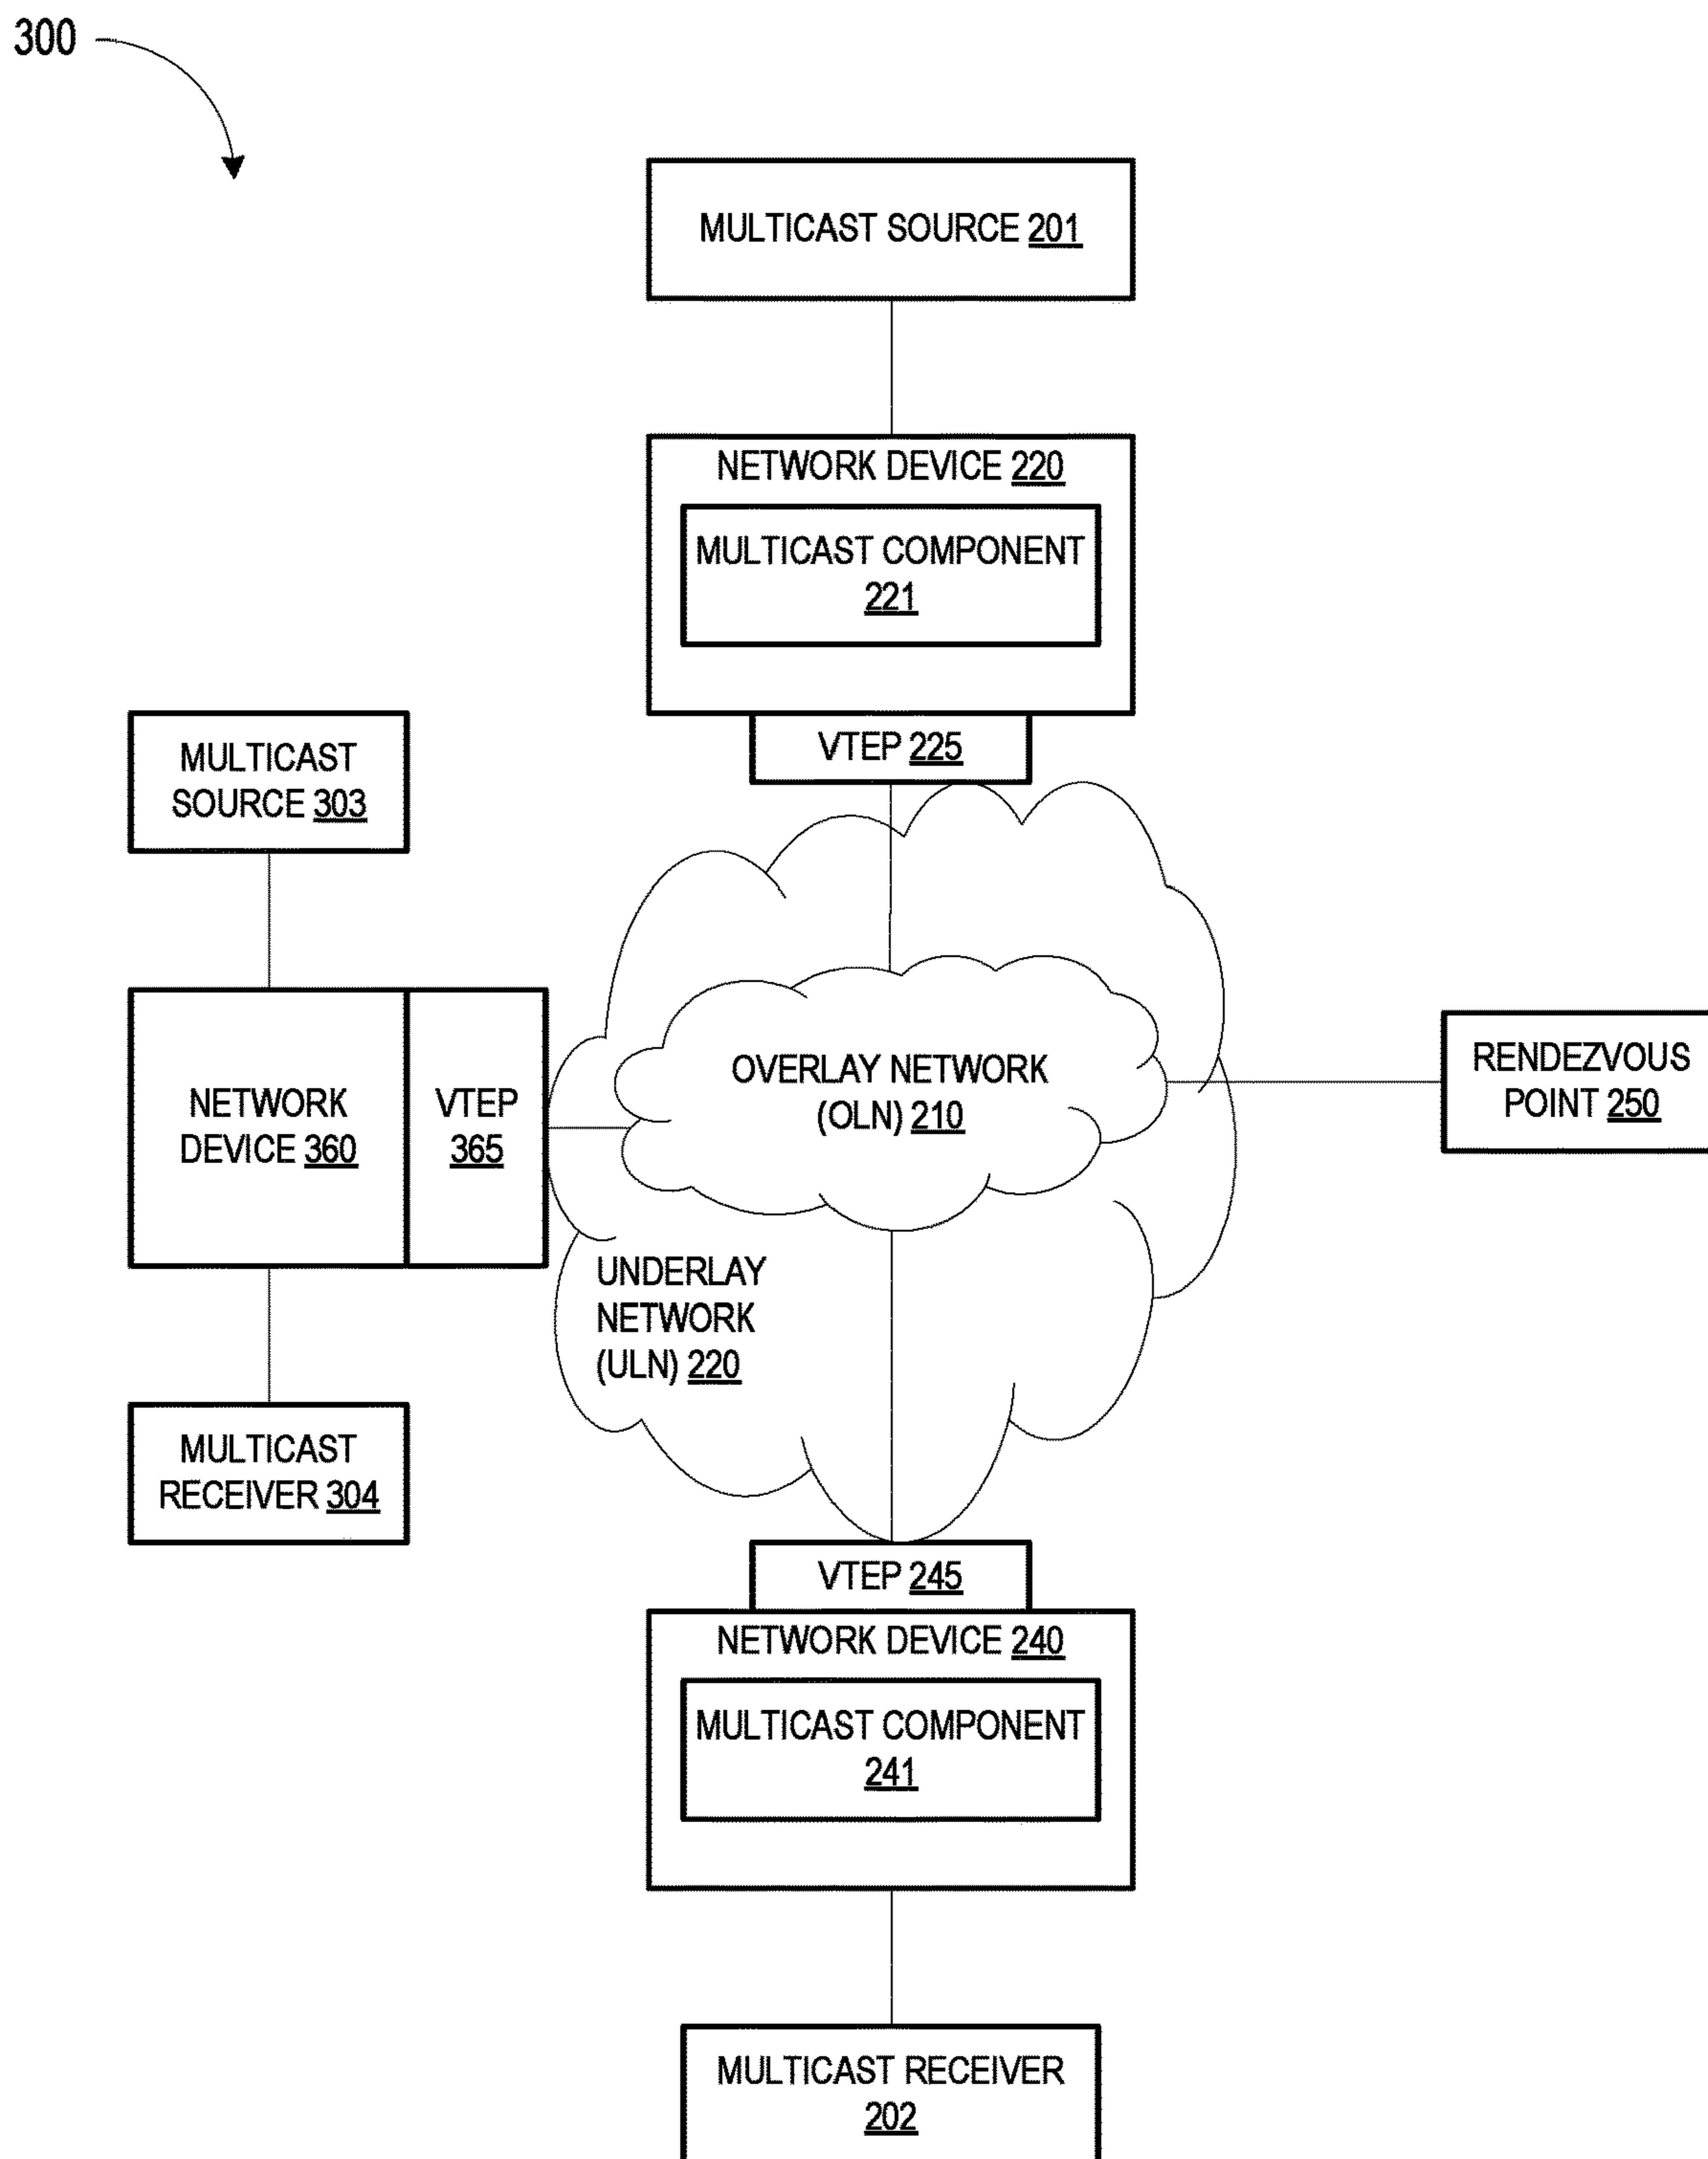 300
MULTICAST SOURCE 201
NETWORK DEVICE 220
MULTICAST COMPONENT
221
VTEP 225
MULTICAST
SOURCE 303
NETWORK
DEVICE 360
VTEP
365
OVERLAY NETWORK
(OLN) 210
RENDEZVOUS
POINT 250
UNDERLAY
NETWORK
(ULN) 220
MULTICAST
RECEIVER 304
VTEP 245
NETWORK DEVICE 240
MULTICAST COMPONENT
241
MULTICAST RECEIVER
202